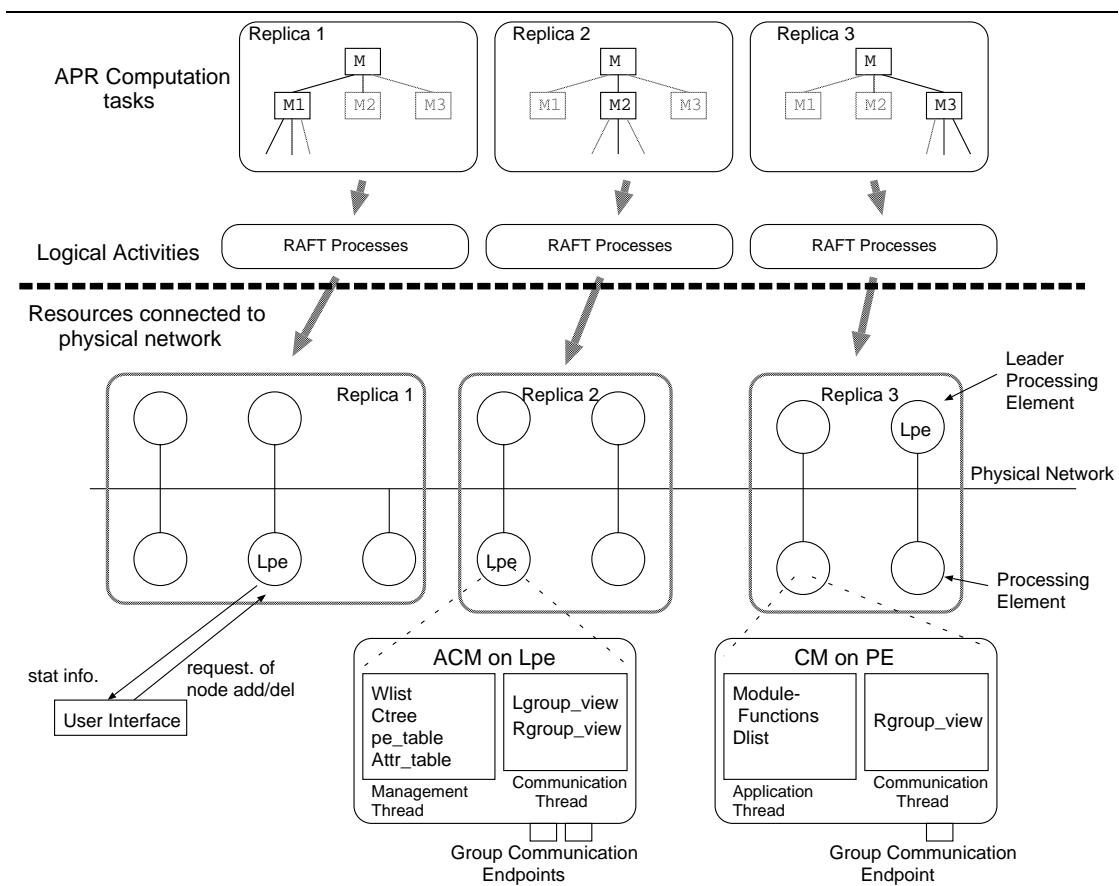 Replica 1
Replica 2
Replica 3
APR Computation
tasks
M
M1
M2
M3
M
M1
M2
M3
M
M1
M2
M3
Logical Activities
RAFT Processes
RAFT Processes
RAFT Processes
Resources connected to
physical network
Replica 1
Replica 2
Replica 3
Leader
Processing
Element
Lpe
Physical Network
Lpe
Lpe
Processing
Element
stat info.
request. of
node add/del
User Interface
ACM on Lpe
Wlist
Ctree
pe_table
Attr_table
Lgroup_view
Rgroup_view
Management
Thread
Communication
Thread
Group Communication
Endpoints
CM on PE
Module-
Functions
Dlist
Rgroup_view
Application
Thread
Communication
Thread
Group Communication
Endpoint